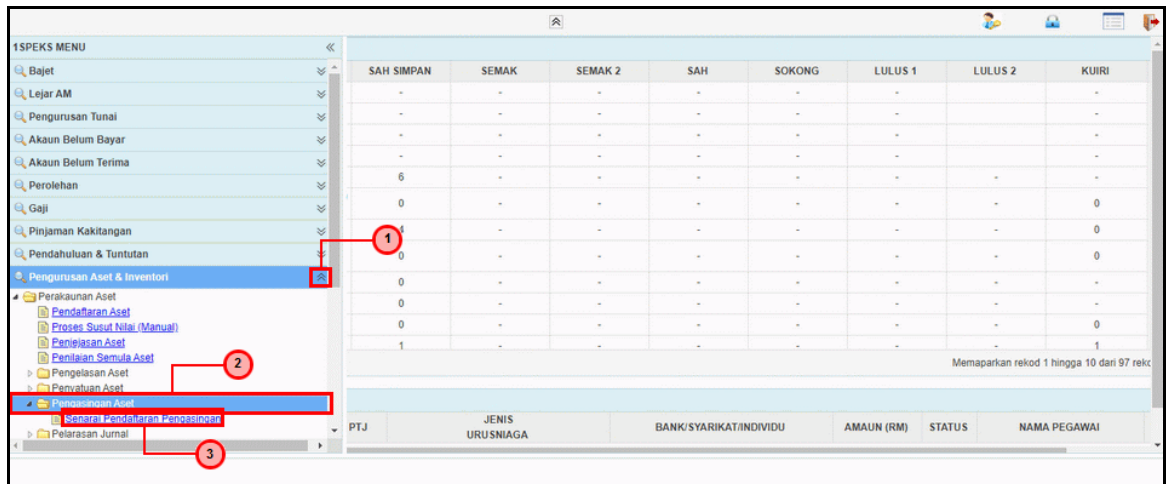 1SPEKS MENU
Bajet
Lejar AM
Pengurusan Tunai
Akaun Belum Bayar
Akaun Belum Terima
Perolehan
Gaji
Pinjaman Kakitangan
Pendahuluan & Tuntutan
Pengurusan Aset & Inventori
Perakaunan Aset
Pendaftaran Aset
Proses Susut Nilai (Manual)
Penjejasan Aset
Penilaian Semula Aset
Pengelasan Aset
Penyatuan Aset
Pengasingan Aset
Senarai Pendaftaran Pengasingan
Pelarasan Jurnal
1
2
3
SAH SIMPAN SEMAK SEMAK 2 SAH SOKONG LULUS 1 LULUS 2 KUIRI
- - - - - - -
- - - - - - -
- - - - - - -
- - - - - - -
6 - - - - - - -
0 - - - - - - 0
4 - - - - - - 0
0 - - - - - - 0
0 - - - - - - -
0 - - - - - - -
0 - - - - - - 0
1 - - - - - - 1
Memaparkan rekod 1 hingga 10 dari 97 reko
PTJ JENIS URUSNIAGA BANK/SYARIKAT/INDIVIDU AMAUN (RM) STATUS NAMA PEGAWAI